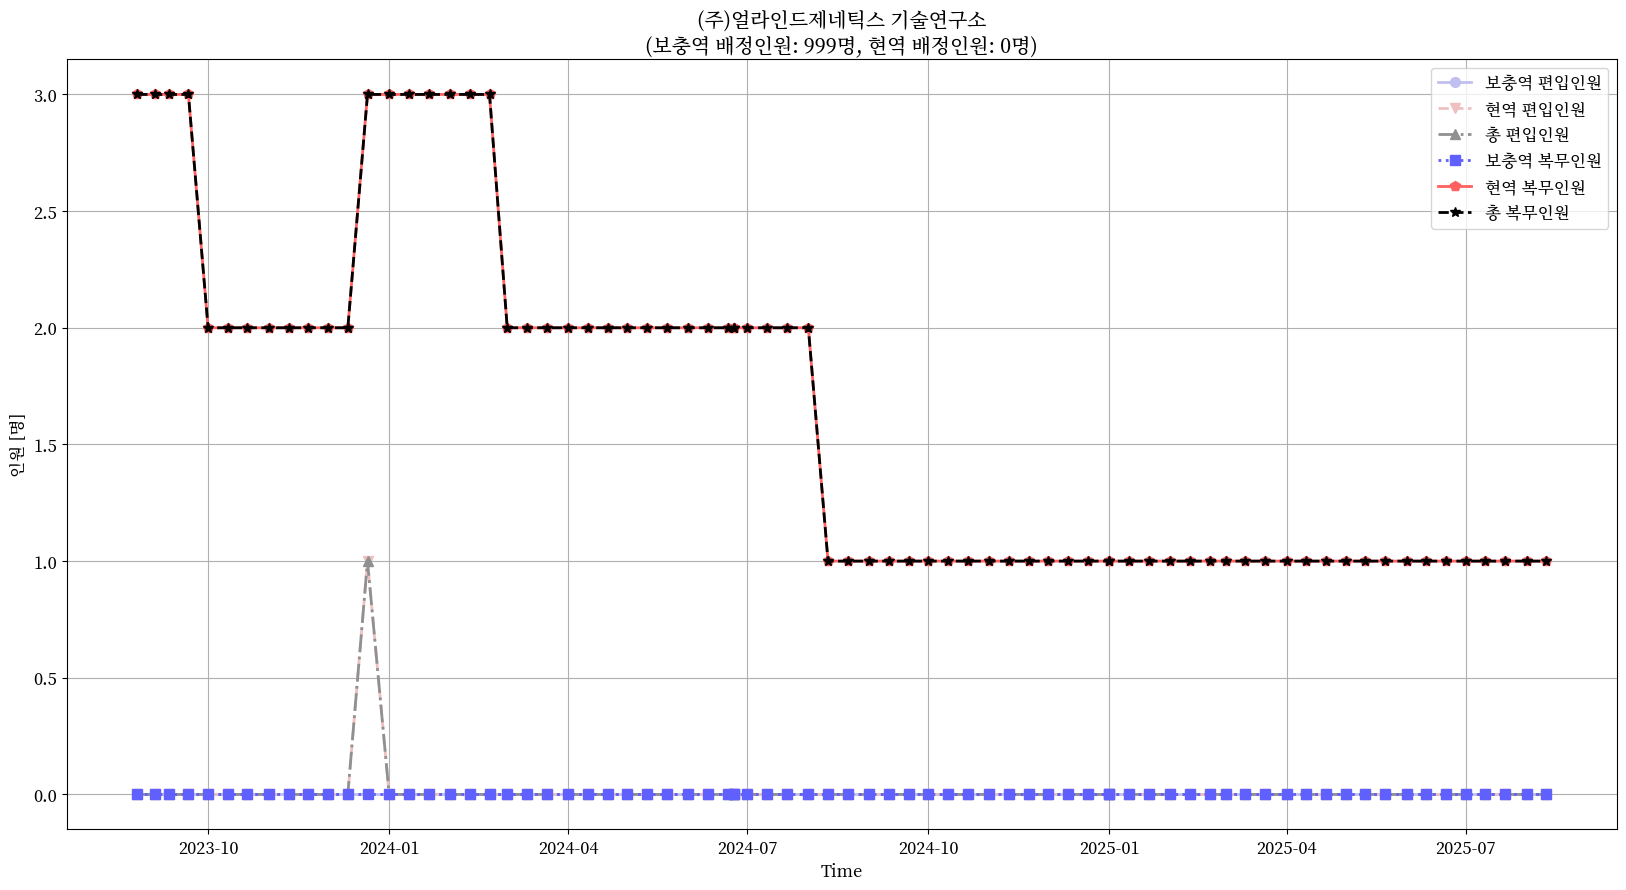 (주)얼라인드제네틱스 기술연구소
(보충역 배정인원: 999명, 현역 배정인원: 0명)
보충역 편입인원
현역 편입인원
총 편입인원
보충역 복무인원
현역 복무인원
총 복무인원
인원 [명]
3.0
2.5
2.0
1.5
1.0
0.5
0.0
2023-10 2024-01 2024-04 2024-07 2024-10 2025-01 2025-04 2025-07
Time